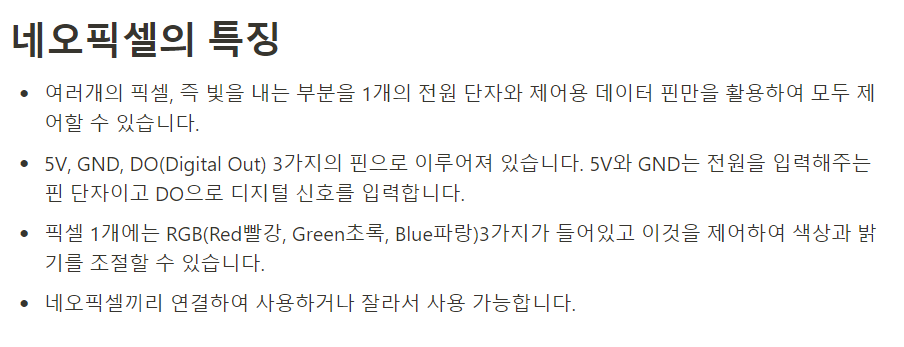 네오픽셀의 특징
• 여러개의 픽셀, 즉 빛을 내는 부분을 1개의 전원 단자와 제어용 데이터 핀만을 활용하여 모두 제
어할 수 있습니다.
• 5V, GND, DO(Digital Out) 3가지의 핀으로 이루어져 있습니다. 5V와 GND는 전원을 입력해주는
핀 단자이고 DO으로 디지털 신호를 입력합니다.
• 픽셀 1개에는 RGB(Red빨강, Green초록, Blue파랑)3가지가 들어있고 이것을 제어하여 색상과 밝
기를 조절할 수 있습니다.
• 네오픽셀끼리 연결하여 사용하거나 잘라서 사용 가능합니다.